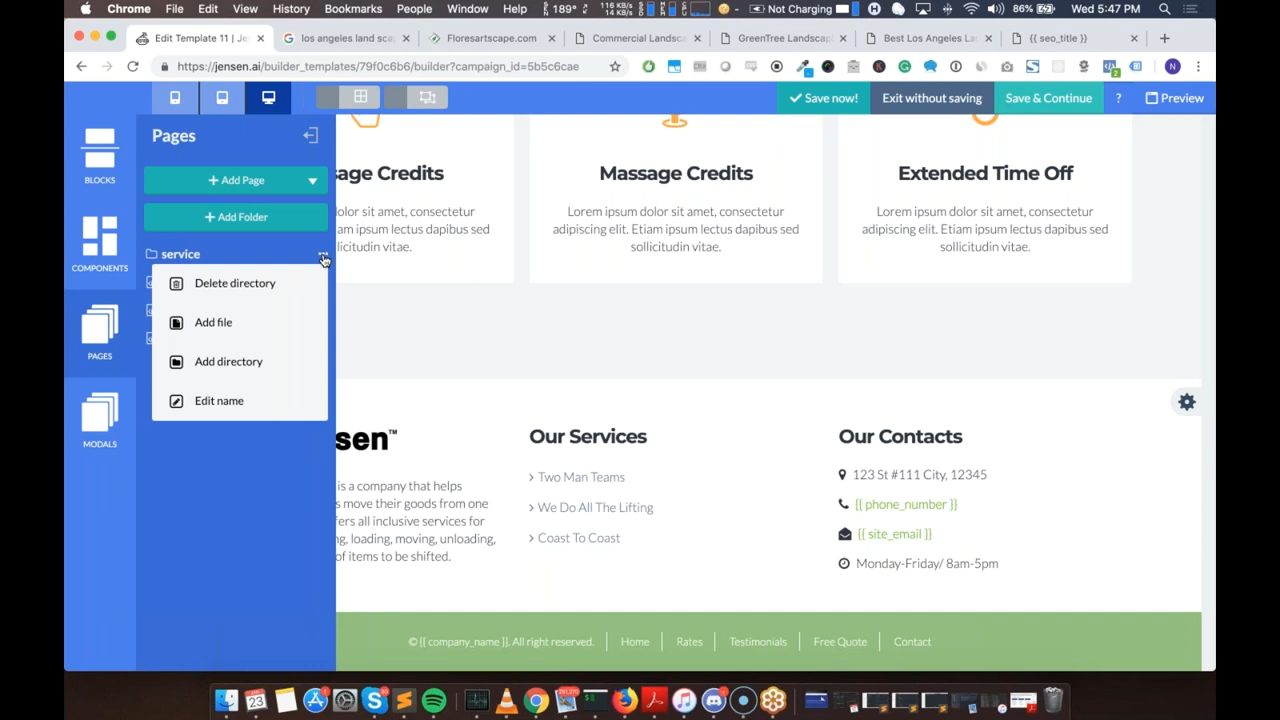 Chrome File Edit View History Bookmarks People Window Help 189° 116 KB/s 84 KB/s Not Charging 86% Wed 5:47 PM
Edit Template 11 | Je
los angeles land sca
Floresartscape.com
Commercial Landsca
GreenTree Landscap
Best Los Angeles La
{{ seo_title }}
https://jensen.ai/builder_templates/79f0c6b6/builder?campaign_id=5b5c6cae
Save now!
Exit without saving
Save & Continue
?
Preview
Pages
+ Add Page
+ Add Folder
service
Delete directory
Add file
Add directory
Edit name
BLOCKS
COMPONENTS
PAGES
MODALS
sage Credits
dolor sit amet, consectetur
m lectus dapibus sed
llicitudin vitae.
Massage Credits
Lorem ipsum dolor sit amet, consectetur
adipiscing elit. Etiam ipsum lectus dapibus sed
sollicitudin vitae.
Extended Time Off
Lorem ipsum dolor sit amet, consectetur
adipiscing elit. Etiam ipsum lectus dapibus sed
sollicitudin vitae.
sen™
is a company that helps
s move their goods from one
fers all inclusive services for
ng, loading, moving, unloading,
of items to be shifted.
Our Services
> Two Man Teams
> We Do All The Lifting
> Coast To Coast
Our Contacts
123 St #111 City, 12345
{{ phone_number }}
{{ site_email }}
Monday-Friday/ 8am-5pm
© {{ company_name }}. All right reserved. Home Rates Testimonials Free Quote Contact